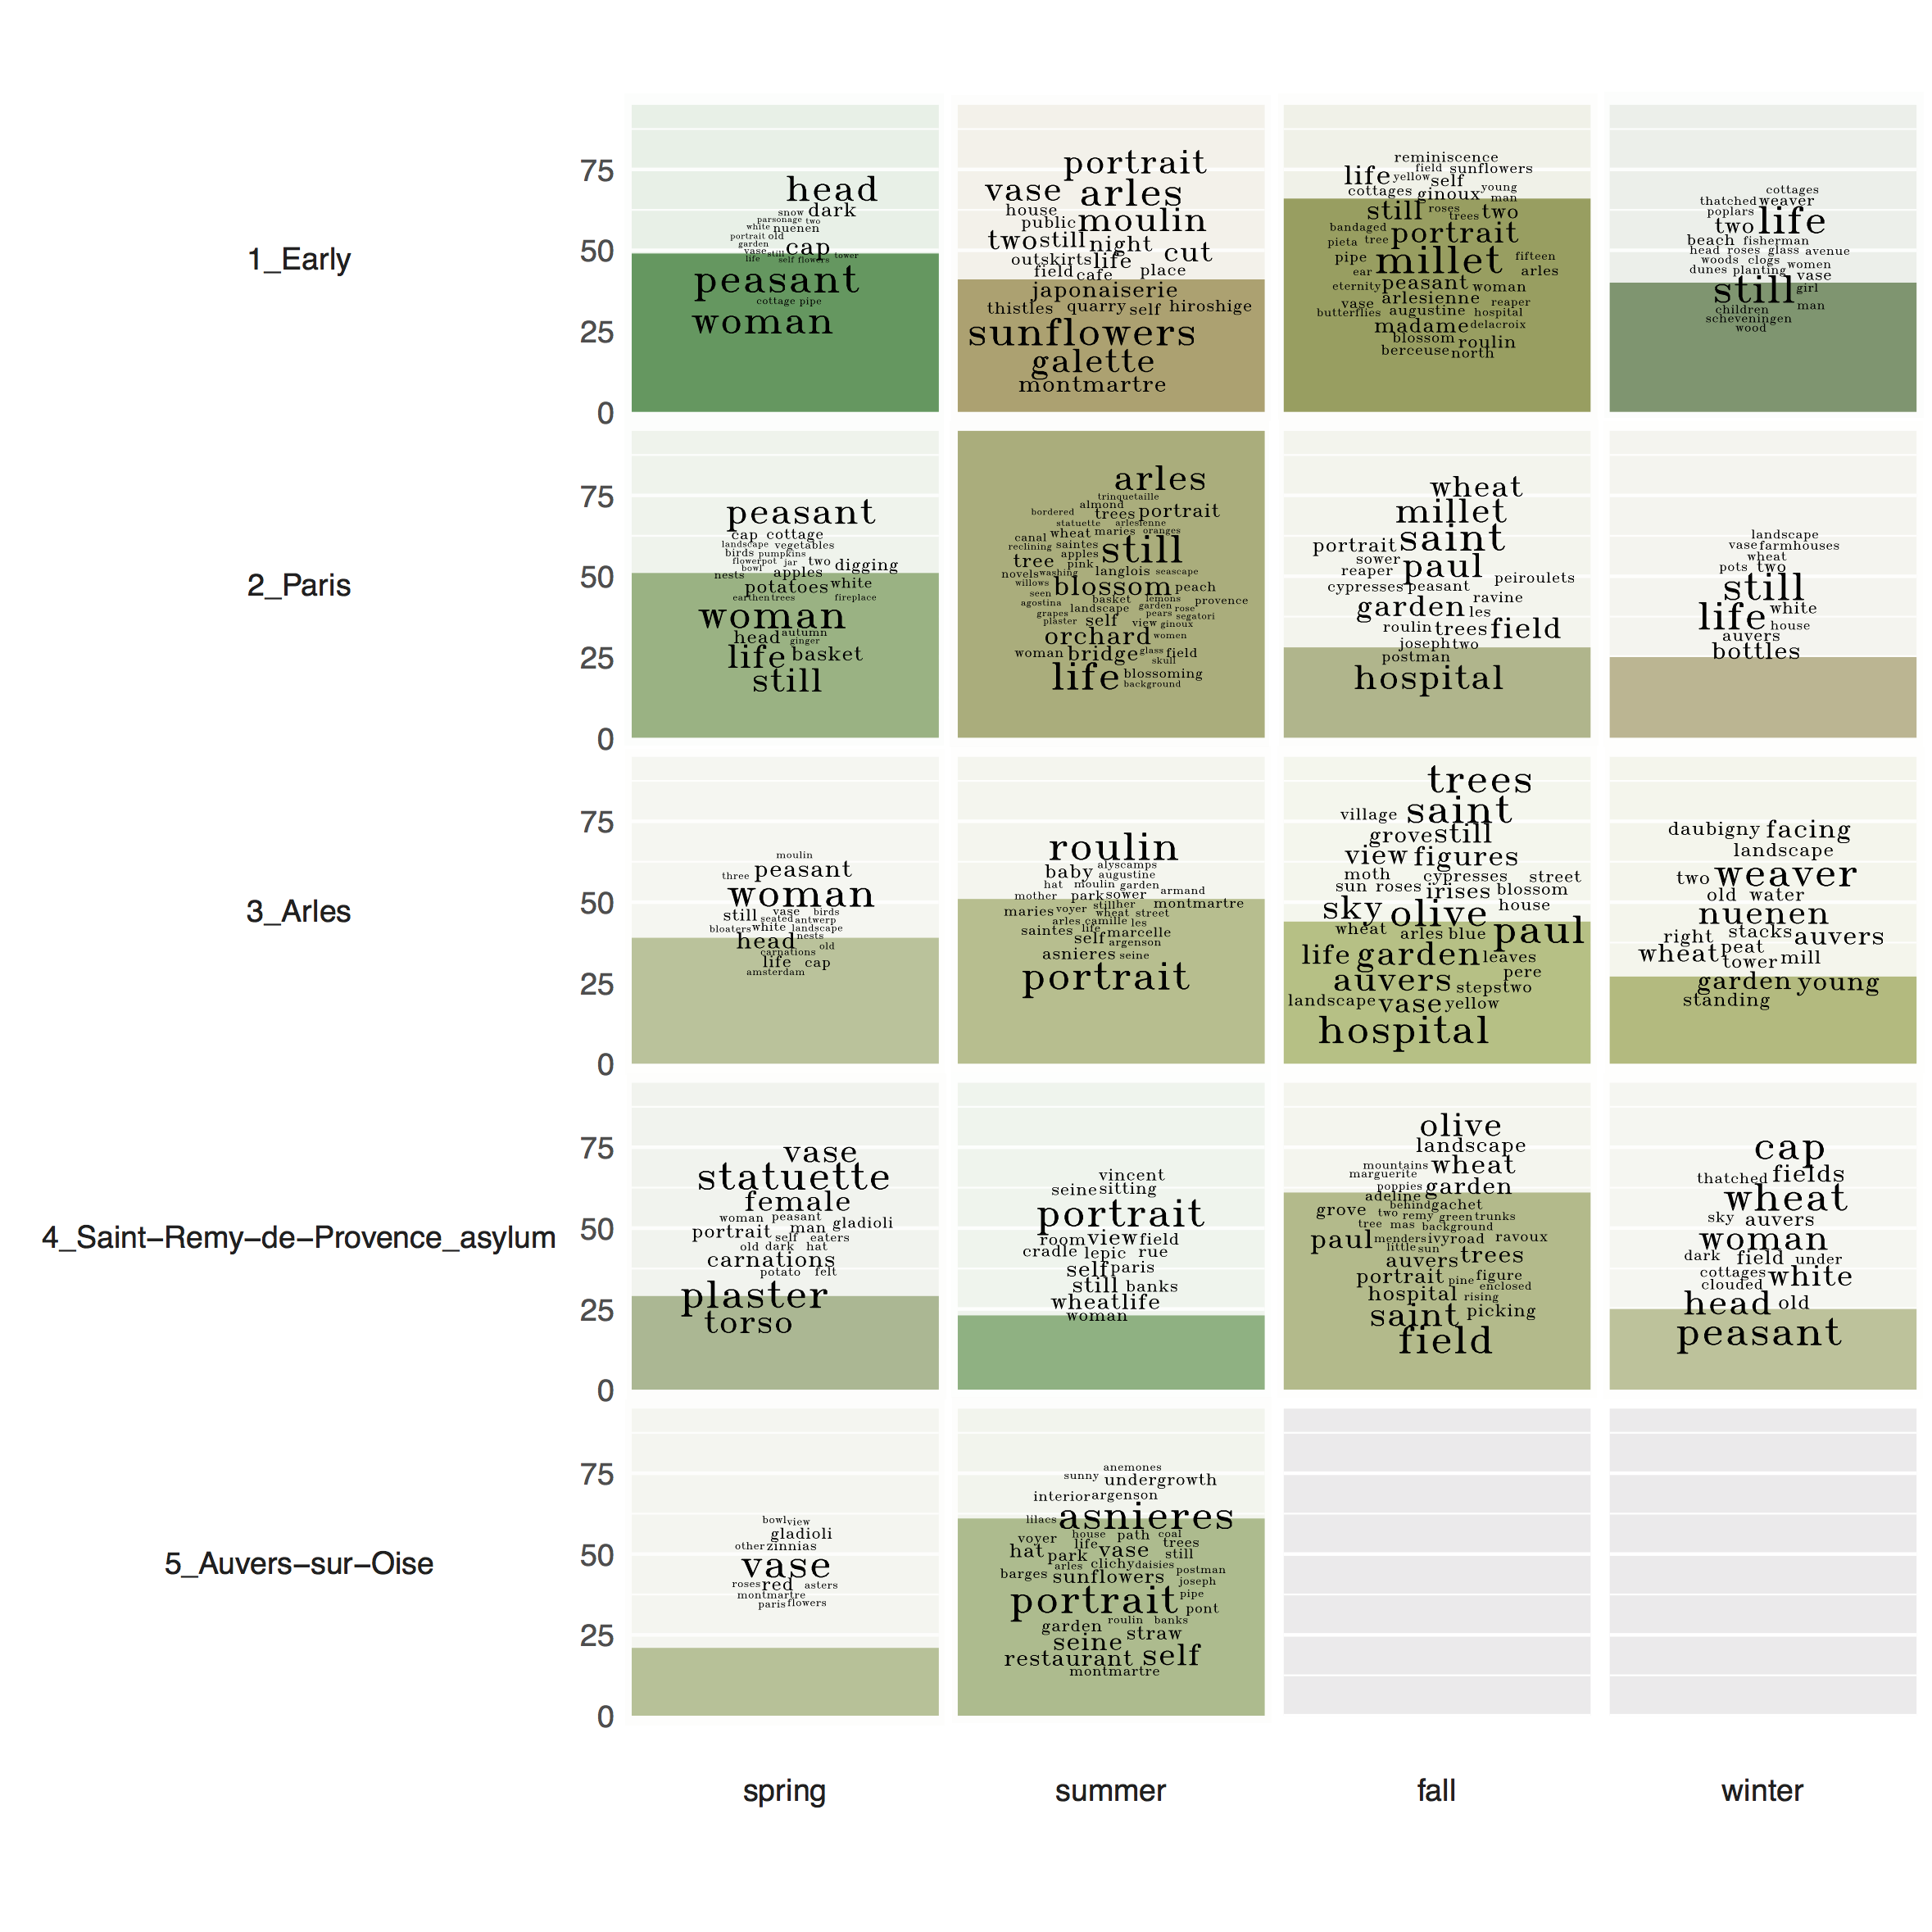 1_Early
75
50
25
0
head
snow dark
parsonage two
white nuenen
portrait old
garden
cap
vase still
life self flowers tower
peasant
cottage pipe
woman
portrait
vase arles
house
public moulin
two still night cut
outskirts life
field cafe place
japonaiserie
thistles quarry self hiroshige
sunflowers
galette
montmartre
reminiscence
field sunflowers
life yellow self
cottages ginoux young
man
still roses trees two
bandaged portrait
pieta tree
pipe millet fifteen
ear arles
eternity peasant woman
vase arlesienne reaper
butterflies augustine hospital
madame delacroix
blossom roulin
berceuse north
cottages
thatched weaver
poplars
two life
beach fisherman
head roses glass avenue
woods clogs
dunes planting women
vase
still girl
children man
scheveningen
wood
2_Paris
75
50
25
0
peasant
cap cottage
landscape vegetables
birds pumpkins
flowerpot jar two digging
bowl
nests apples
potatoes white
earthen trees fireplace
woman
head autumn
ginger
life basket
still
arles
trinquetaille
almond
bordered trees portrait
statuette arlesienne
canal wheat maries oranges
reclining saintes
apples still
tree pink
novels washing langlois seascape
willows blossom peach
seen
agostina basket lemons provence
grapes landscape garden rose
plaster self pears segatori
view ginoux
orchard women
woman bridge glass field
skull
life blossoming
background
wheat
millet
portrait saint
sower
reaper paul peiroulets
cypresses peasant
garden ravine
les
roulin trees field
joseph two
postman
hospital
landscape
vase farmhouses
wheat
pots two
still
life white
house
auvers
bottles
3_Arles
75
50
25
0
moulin
three peasant
woman
still vase birds
seated antwerp
bloaters white landscape
head nests
old
carnations
life cap
amsterdam
roulin
alyscamps
baby augustine
hat moulin garden
mother park sower armand
montmartre
maries voyer still her
wheat street
arles camille les
saintes life marcelle
self argenson
asnieres seine
portrait
trees
village saint
grove still
view figures
moth cypresses street
sun roses irises blossom
sky olive house
wheat arles blue paul
life garden leaves
auvers pere
steps two
landscape vase yellow
hospital
daubigny facing
landscape
two weaver
old water
nuenen
right stacks auvers
wheat peat
tower mill
garden young
standing
4_Saint-Remy-de-Provence_asylum
75
50
25
0
vase
statuette
female
woman peasant
portrait man gladioli
self eaters
old dark hat
carnations
potato felt
plaster
torso
vincent
seine sitting
portrait
room view field
cradle lepic rue
self paris
still banks
wheat life
woman
olive
landscape
mountains wheat
marguerite
poppies garden
adeline
behind gachet
grove two remy green trunks
tree mas background
paul menders ivy road ravoux
little sun
auvers trees
portrait pine figure
enclosed
hospital rising
saint picking
field
cap
thatched fields
wheat
sky auvers
woman
dark field under
cottages
clouded white
head old
peasant
5_Auvers-sur-Oise
75
50
25
0
bowl view
gladioli
other zinnias
vase
roses red asters
montmartre
paris flowers
anemones
sunny undergrowth
interior argenson
lilacs asnieres
voyer house path coal
hat life vase trees
park still
arles clichy daisies
barges sunflowers postman
joseph
portrait pipe
pont
garden roulin banks
seine straw
restaurant self
montmartre
spring summer fall winter